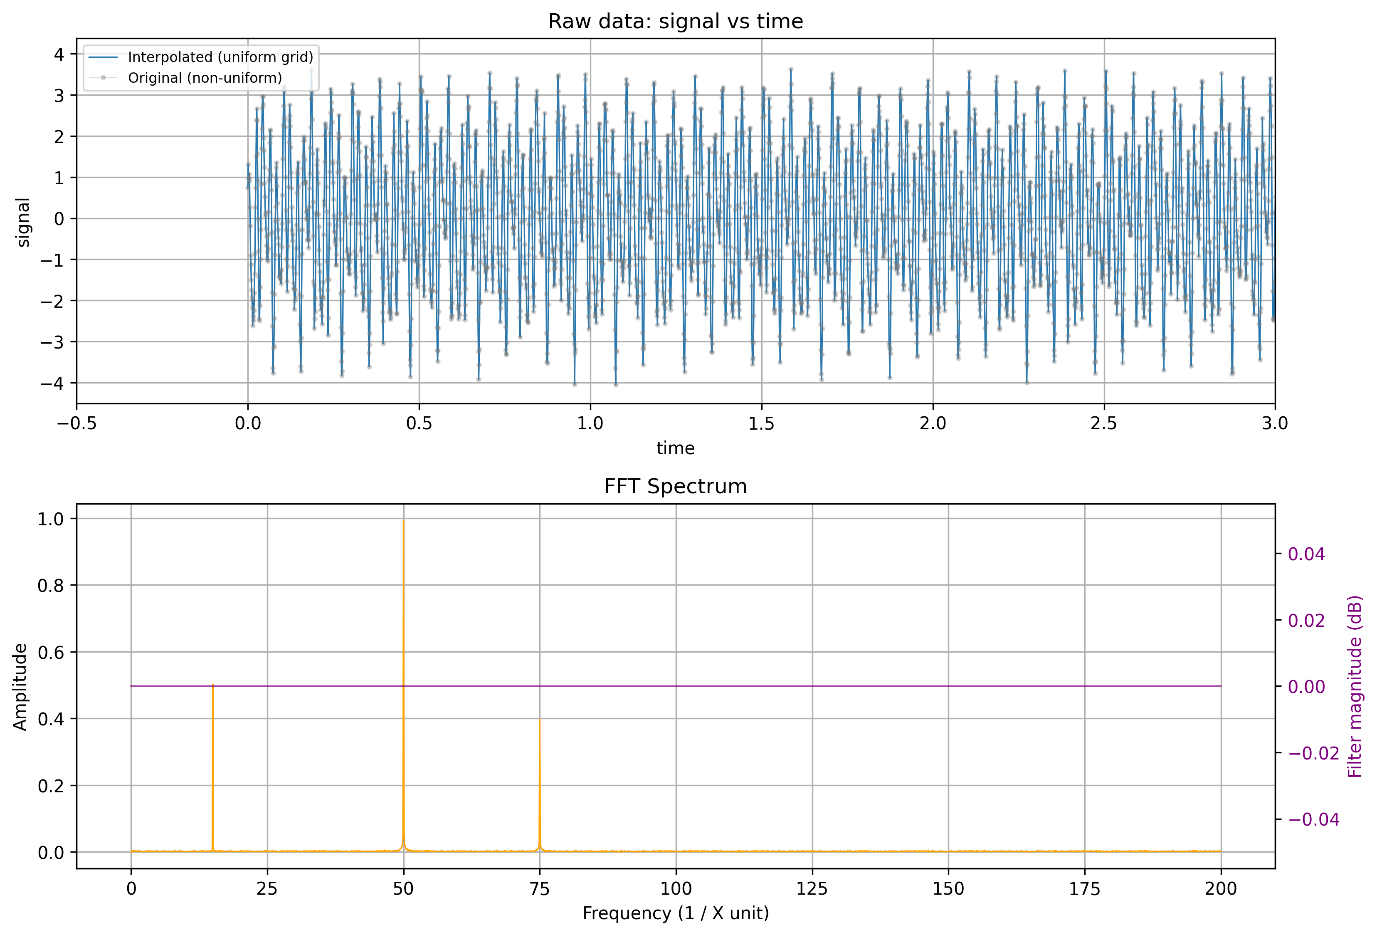 Raw data: signal vs time
Interpolated (uniform grid)
Original (non-uniform)
4
3
2
1
0
−1
−2
−3
−4
signal
−0.5 0.0 0.5 1.0 1.5 2.0 2.5 3.0
time
FFT Spectrum
1.0
0.8
0.6
0.4
0.2
0.0
Amplitude
0.04
0.02
0.00
−0.02
−0.04
Filter magnitude (dB)
0 25 50 75 100 125 150 175 200
Frequency (1 / X unit)